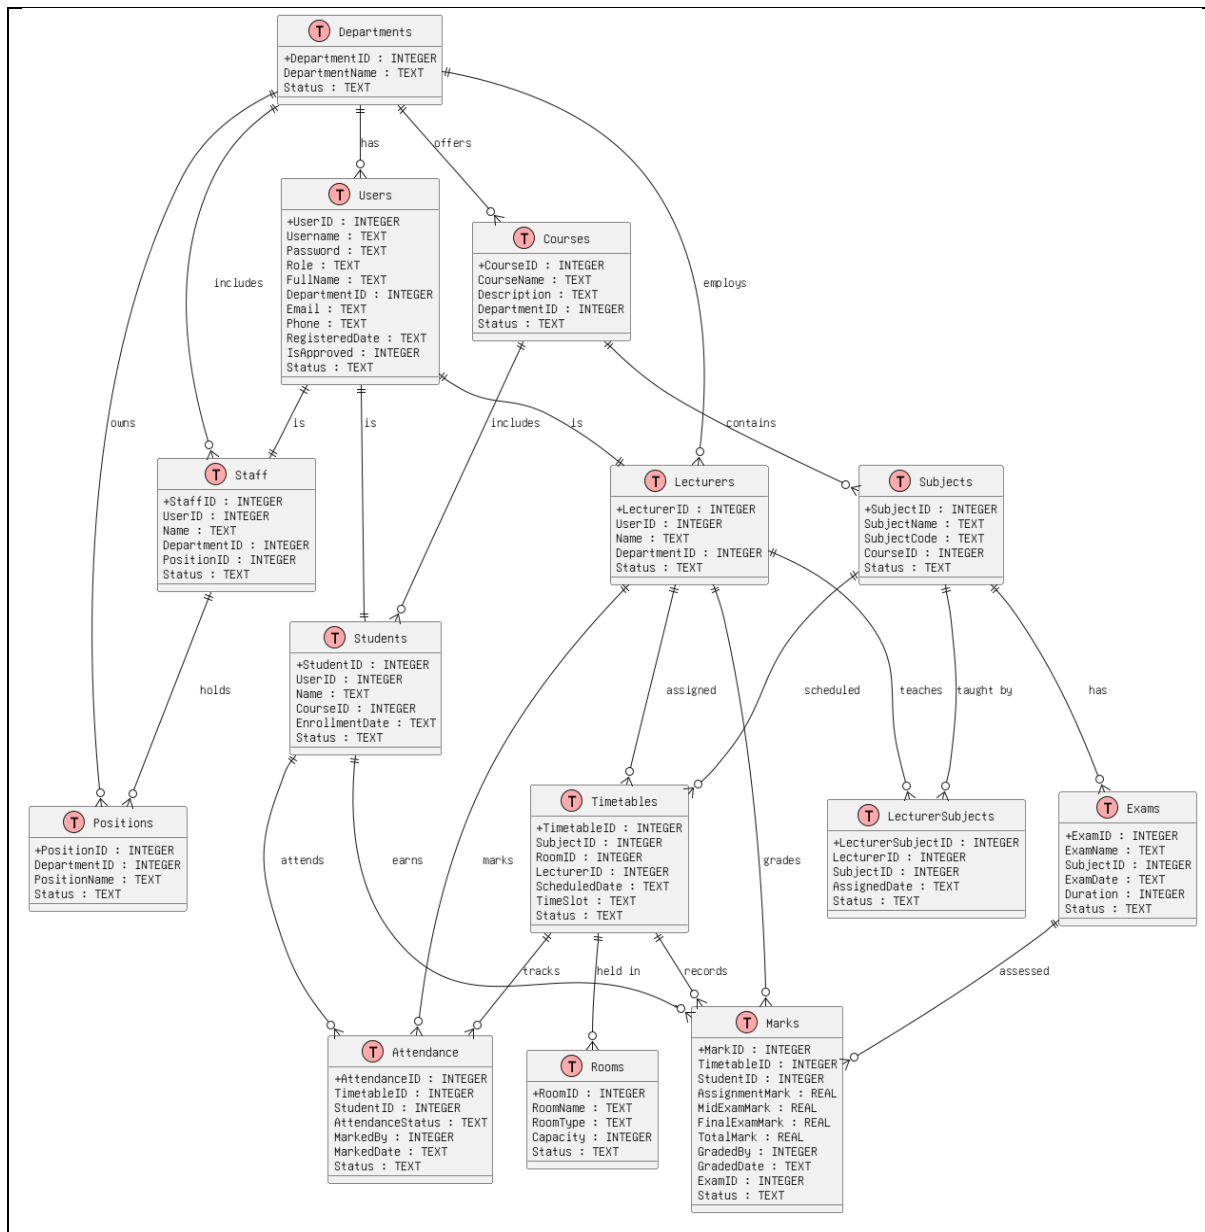 T Departments
+DepartmentID : INTEGER
DepartmentName : TEXT
Status : TEXT
has
offers
T Users
+UserID : INTEGER
Username : TEXT
Password : TEXT
Role : TEXT
FullName : TEXT
DepartmentID : INTEGER
Email : TEXT
Phone : TEXT
RegisteredDate : TEXT
IsApproved : INTEGER
Status : TEXT
T Courses
+CourseID : INTEGER
CourseName : TEXT
Description : TEXT
DepartmentID : INTEGER
Status : TEXT
includes
employs
owns
is
is
includes
is
contains
T Staff
+StaffID : INTEGER
UserID : INTEGER
Name : TEXT
DepartmentID : INTEGER
PositionID : INTEGER
Status : TEXT
T Lecturers
+LecturerID : INTEGER
UserID : INTEGER
Name : TEXT
DepartmentID : INTEGER
Status : TEXT
T Subjects
+SubjectID : INTEGER
SubjectName : TEXT
SubjectCode : TEXT
CourseID : INTEGER
Status : TEXT
T Students
+StudentID : INTEGER
UserID : INTEGER
Name : TEXT
CourseID : INTEGER
EnrollmentDate : TEXT
Status : TEXT
holds
assigned
scheduled
teaches
taught by
has
T Positions
+PositionID : INTEGER
DepartmentID : INTEGER
PositionName : TEXT
Status : TEXT
T Timetables
+TimetableID : INTEGER
SubjectID : INTEGER
RoomID : INTEGER
LecturerID : INTEGER
ScheduledDate : TEXT
TimeSlot : TEXT
Status : TEXT
T LecturerSubjects
+LecturerSubjectID : INTEGER
LecturerID : INTEGER
SubjectID : INTEGER
AssignedDate : TEXT
Status : TEXT
T Exams
+ExamID : INTEGER
ExamName : TEXT
SubjectID : INTEGER
ExamDate : TEXT
Duration : INTEGER
Status : TEXT
attends
earns
marks
grades
tracks
held in
records
assessed
T Attendance
+AttendanceID : INTEGER
TimetableID : INTEGER
StudentID : INTEGER
AttendanceStatus : TEXT
MarkedBy : INTEGER
MarkedDate : TEXT
Status : TEXT
T Rooms
+RoomID : INTEGER
RoomName : TEXT
RoomType : TEXT
Capacity : INTEGER
Status : TEXT
T Marks
+MarkID : INTEGER
TimetableID : INTEGER
StudentID : INTEGER
AssignmentMark : REAL
MidExamMark : REAL
FinalExamMark : REAL
TotalMark : REAL
GradedBy : INTEGER
GradedDate : TEXT
ExamID : INTEGER
Status : TEXT